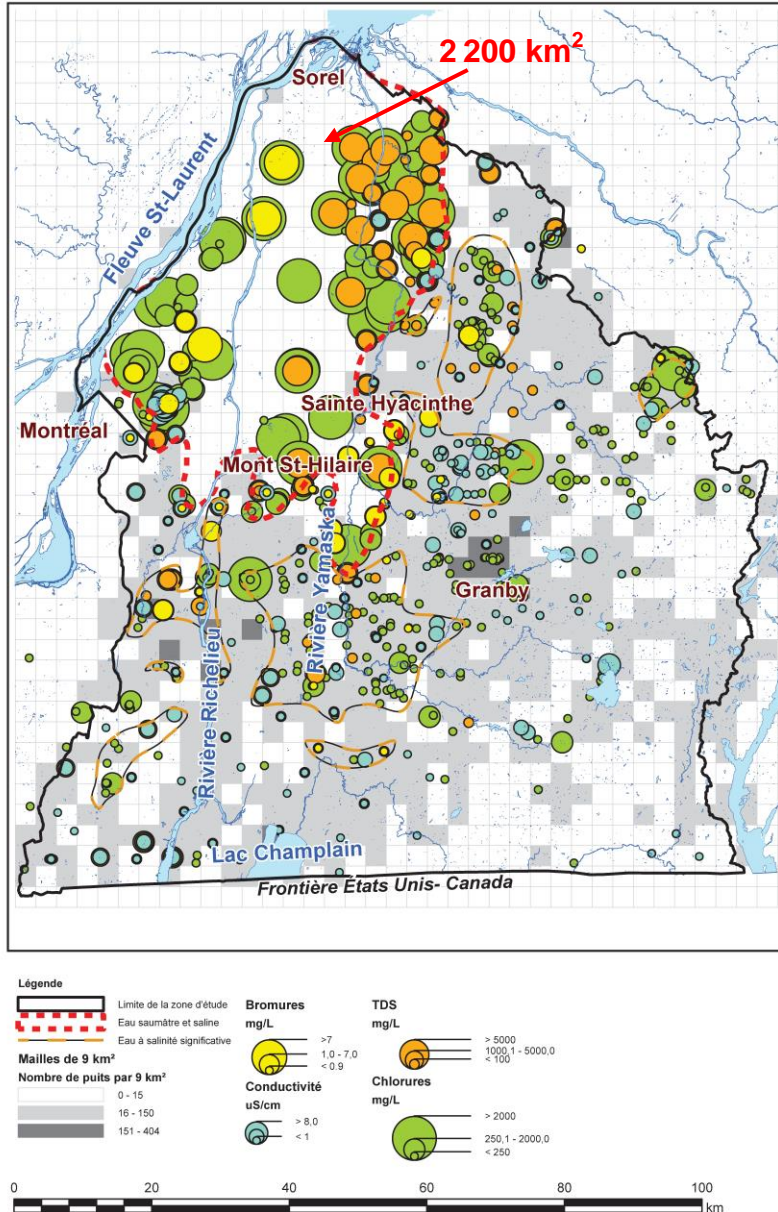 2 200 km²
Sorel
Fleuve St-Laurent
Sainte Hyacinthe
Montréal
Mont St-Hilaire
Rivière Yamaska
Granby
Rivière Richelieu
Lac Champlain
Frontière Etats Unis- Canada
Légende
Limite de la zone d'étude
Eau saumâtre et saline
Eau à salinité significative
Mailles de 9 km²
Nombre de puits par 9 km²
0 - 15
16 - 150
151 - 404
Bromures
mg/L
>7
1,0 - 7,0
< 0.9
Conductivité
uS/cm
> 8,0
< 1
TDS
mg/L
> 5000
1000,1 - 5000,0
< 100
Chlorures
mg/L
> 2000
250,1 - 2000,0
< 250
0 20 40 60 80 100
km